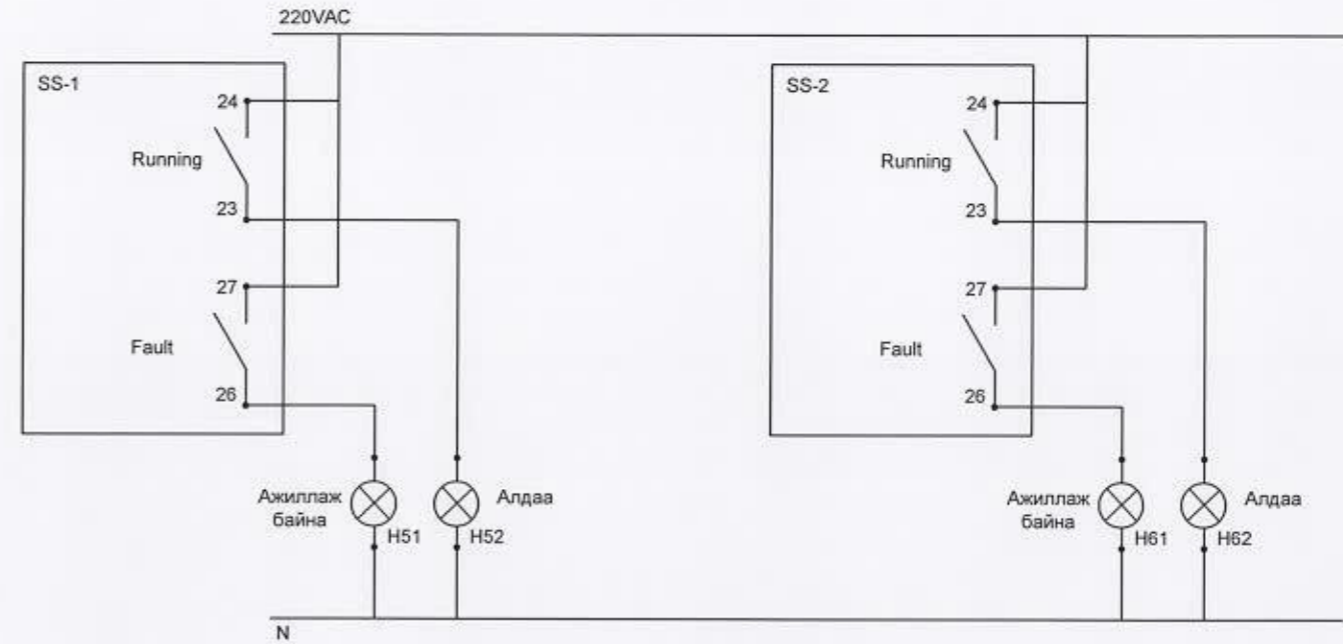 220VAC
SS-1
24
Running
23
27
Fault
26
Ажиллаж
байна
H51
H52
Алдаа
SS-2
24
Running
23
27
Fault
26
Ажиллаж
байна
H61
H62
Алдаа
N